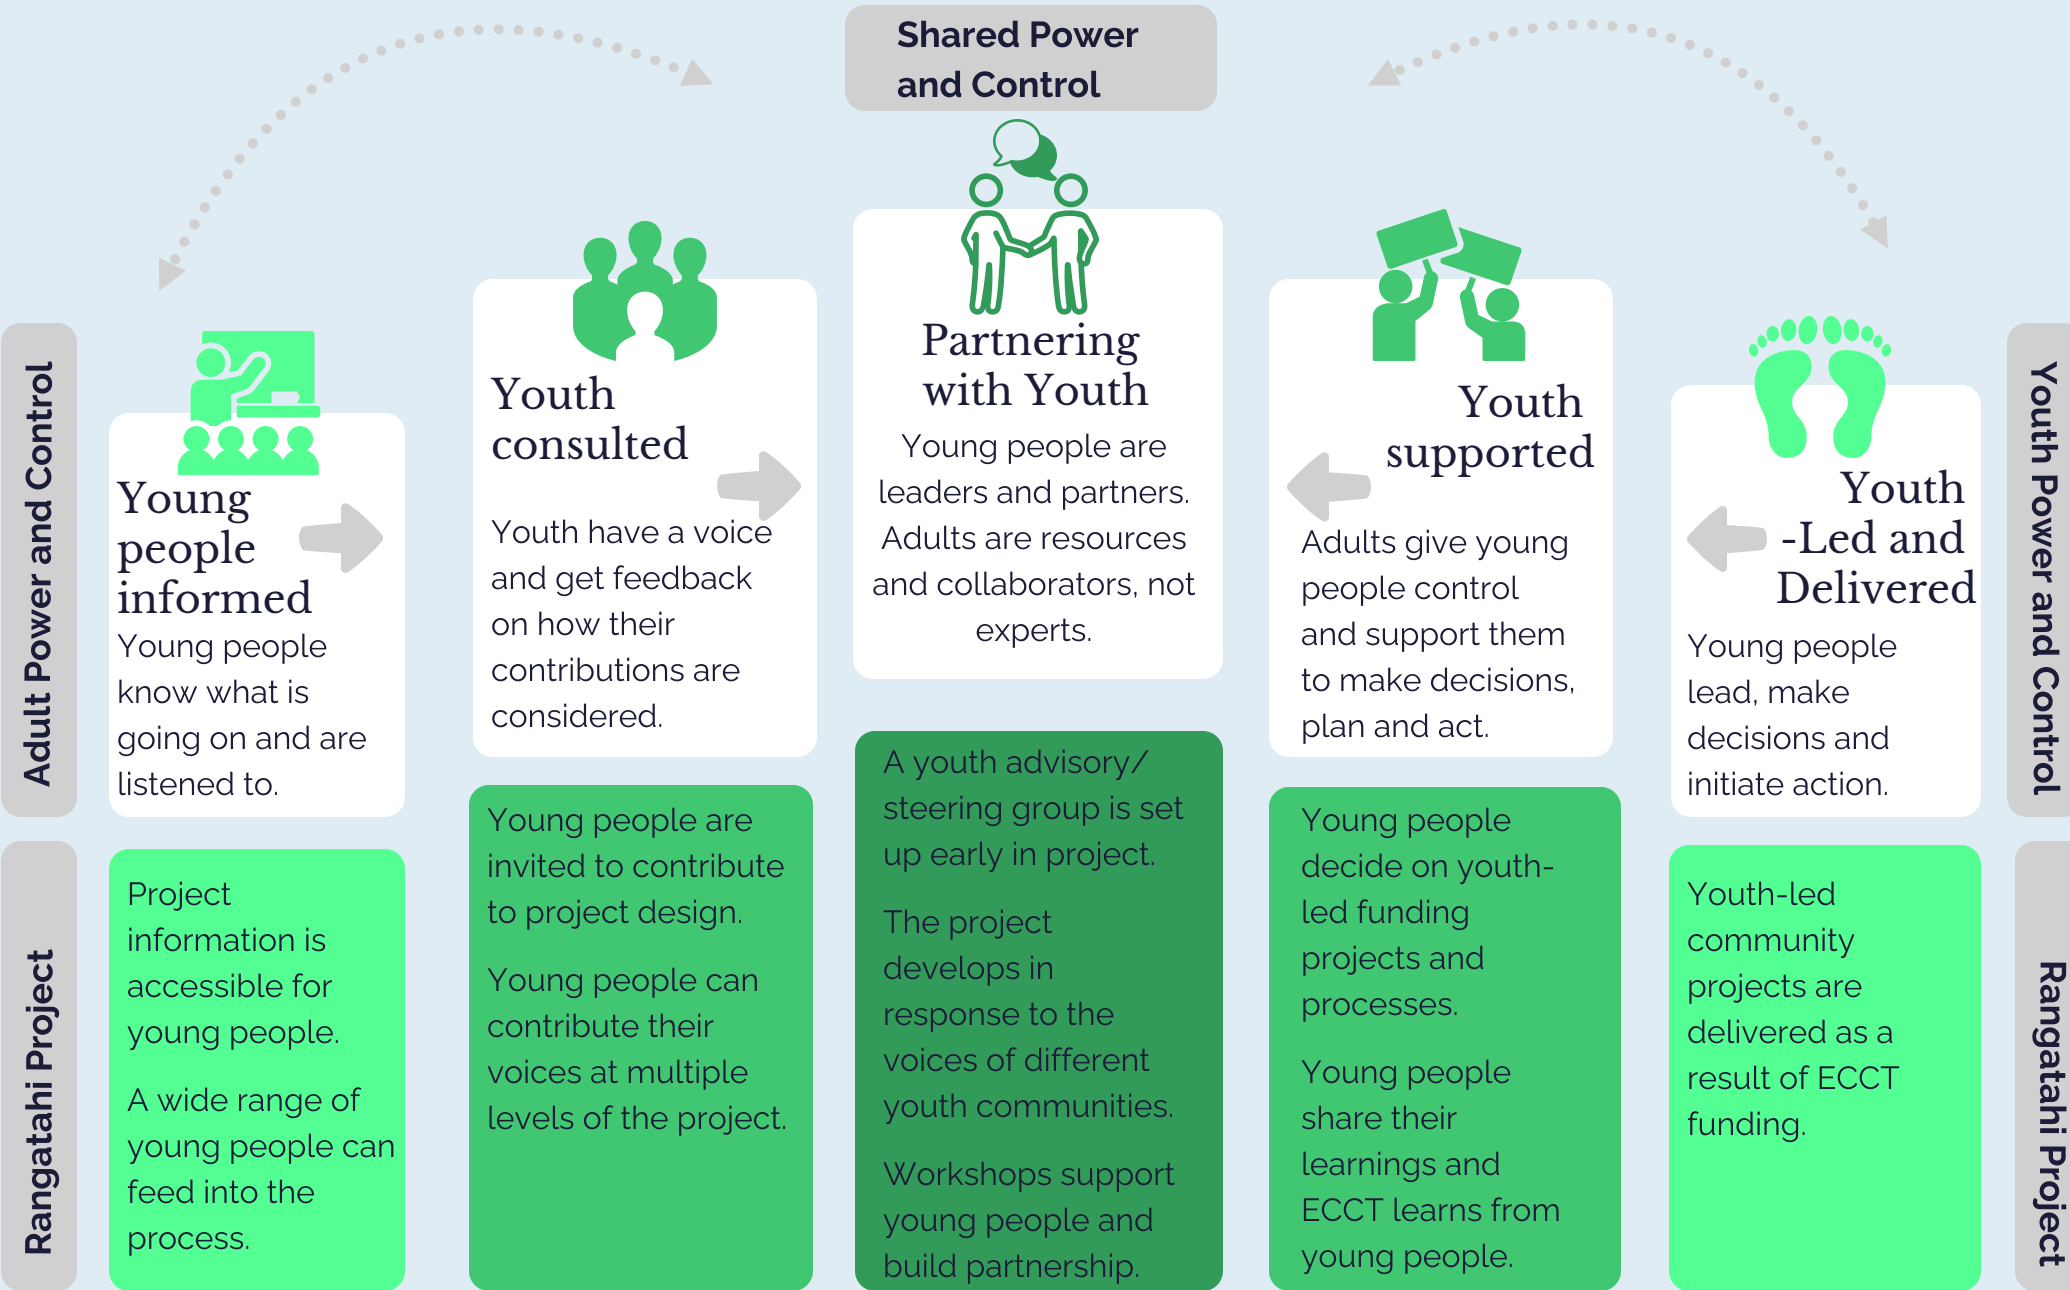 Shared Power
and Control
Adult Power and Control
Young
people
informed
Young people
know what is
going on and are
listened to.
Youth
consulted
Youth have a voice
and get feedback
on how their
contributions are
considered.
Partnering
with Youth
Young people are
leaders and partners.
Adults are resources
and collaborators, not
experts.
Youth
supported
Adults give young
people control
and support them
to make decisions,
plan and act.
Youth
-Led and
Delivered
Young people
lead, make
decisions and
initiate action.
Youth Power and Control
Rangatahi Project
Project
information is
accessible for
young people.
A wide range of
young people can
feed into the
process.
Young people are
invited to contribute
to project design.
Young people can
contribute their
voices at multiple
levels of the project.
A youth advisory/
steering group is set
up early in project.
The project
develops in
response to the
voices of different
youth communities.
Workshops support
young people and
build partnership.
Young people
decide on youth-
led funding
projects and
processes.
Young people
share their
learnings and
ECCT learns from
young people.
Youth-led
community
projects are
delivered as a
result of ECCT
funding.
Rangatahi Project